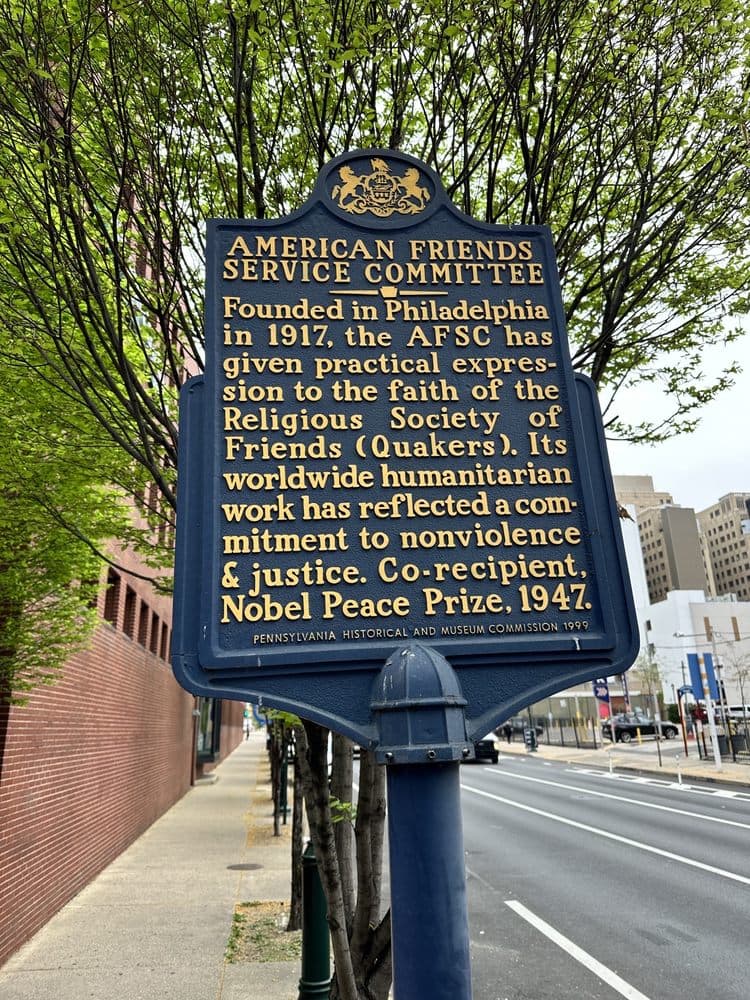 AMERICAN FRIENDS
SERVICE COMMITTEE
Founded in Philadelphia
in 1917, the AFSC has
given practical expres-
sion to the faith of the
Religious Society of
Friends (Quakers). Its
worldwide humanitarian
work has reflected a com-
mitment to nonviolence
& justice. Co-recipient,
Nobel Peace Prize, 1947.
PENNSYLVANIA HISTORICAL AND MUSEUM COMMISSION 1999